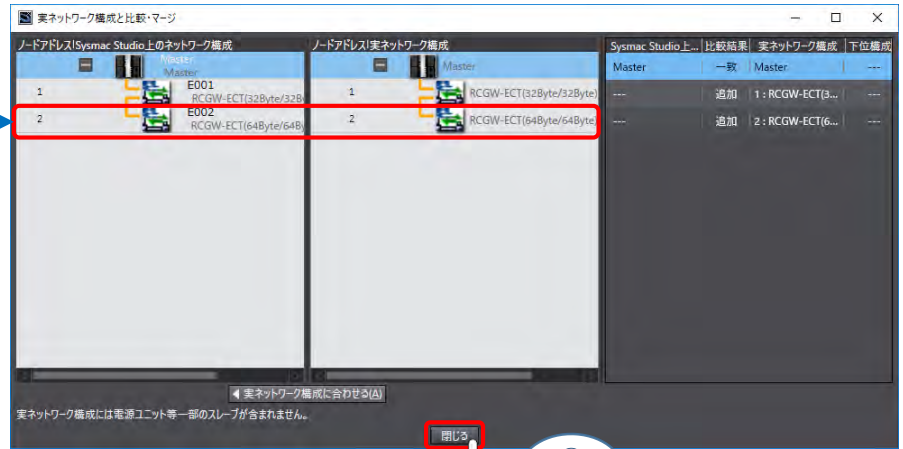 実ネットワーク構成と比較・マージ
ノードアドレス|Sysmac Studio上のネットワーク構成
Master
Master
1 E001
RCGW-ECT(32Byte/32B
2 E002
RCGW-ECT(64Byte/64By
ノードアドレス|実ネットワーク構成
Master
1 RCGW-ECT(32Byte/32Byte)
2 RCGW-ECT(64Byte/64Byte)
Sysmac Studio上... 比較結果 実ネットワーク構成 下位構成
Master 一致 Master ---
--- 追加 1 : RCGW-ECT(3... ---
--- 追加 2 : RCGW-ECT(6... ---
実ネットワーク構成に合わせる(A)
実ネットワーク構成には電源ユニット等一部のスレーブが含まれません。
閉じる